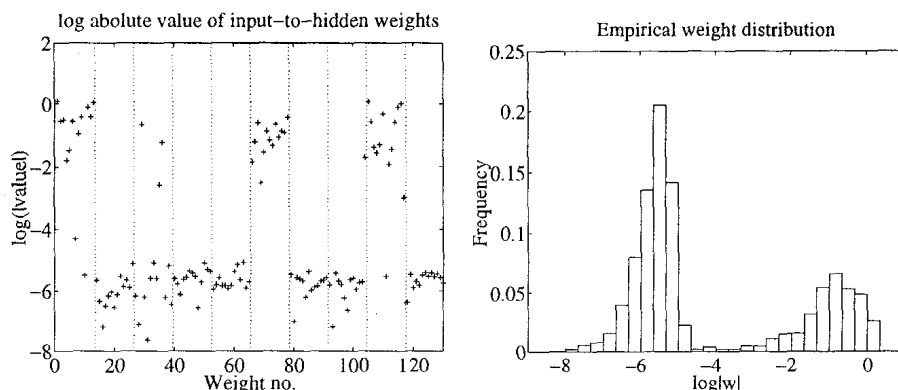 log abolute value of input-to-hidden weights
2
0
-2
-4
-6
-8
log(|value|)
0 20 40 60 80 100 120
Weight no.
Empirical weight distribution
0.25
0.2
0.15
0.1
0.05
0
Frequency
-8 -6 -4 -2 0
log|w|